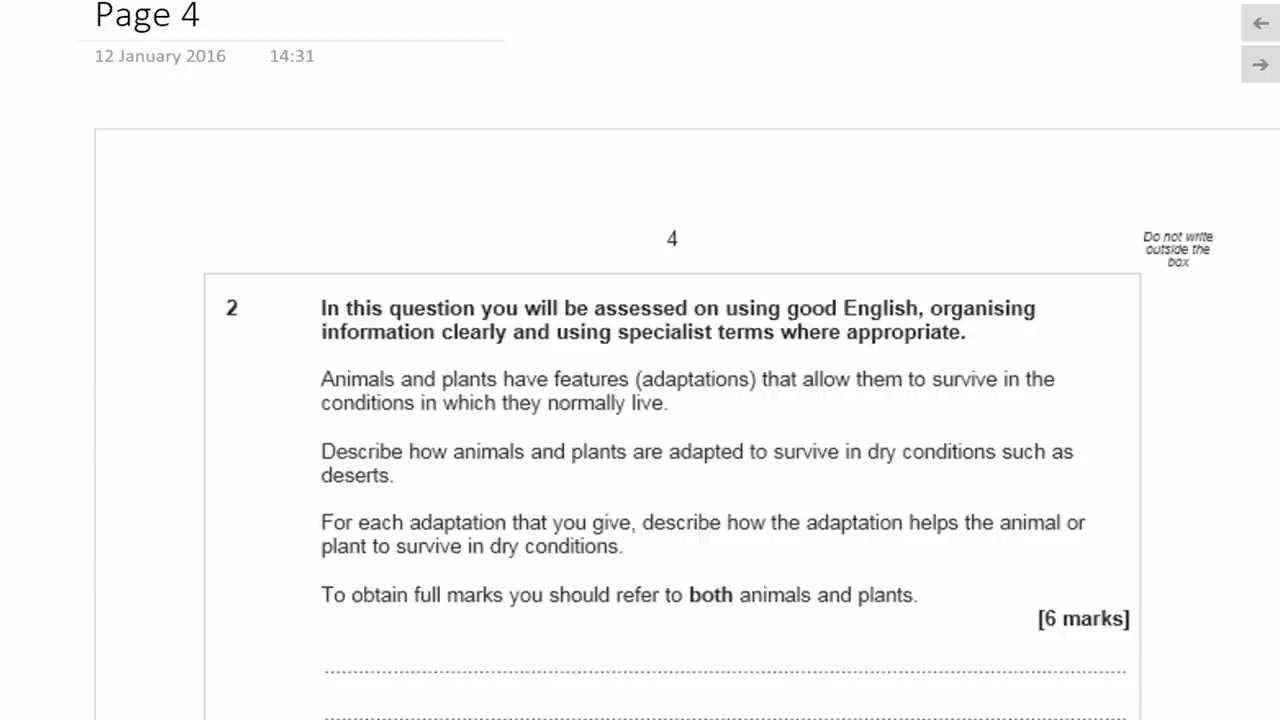 Page 4
12 January 2016 14:31
4
Do not write
outside the
box
2 In this question you will be assessed on using good English, organising
information clearly and using specialist terms where appropriate.
Animals and plants have features (adaptations) that allow them to survive in the
conditions in which they normally live.
Describe how animals and plants are adapted to survive in dry conditions such as
deserts.
For each adaptation that you give, describe how the adaptation helps the animal or
plant to survive in dry conditions.
To obtain full marks you should refer to both animals and plants.
[6 marks]